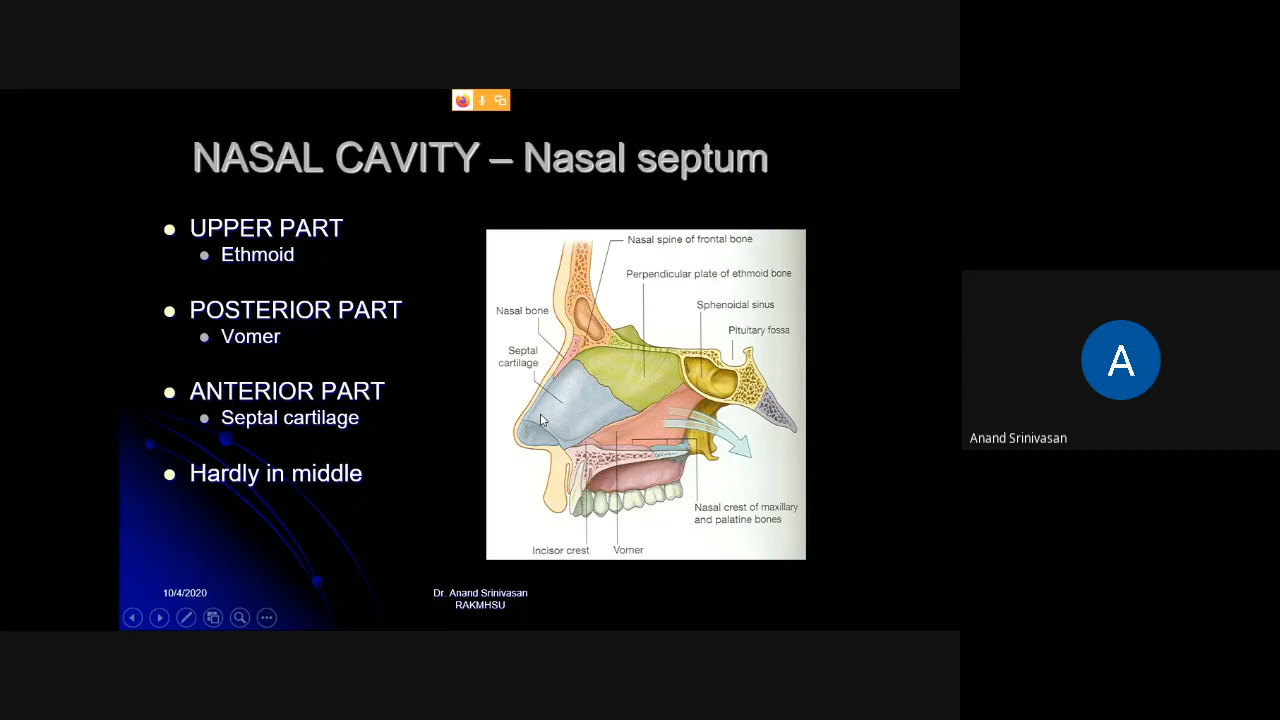 NASAL CAVITY – Nasal septum
UPPER PART
Ethmoid
POSTERIOR PART
Vomer
ANTERIOR PART
Septal cartilage
Hardly in middle
Nasal spine of frontal bone
Perpendicular plate of ethmoid bone
Sphenoidal sinus
Nasal bone
Pituitary fossa
Septal
cartilage
Nasal crest of maxillary
and palatine bones
Incisor crest
Vomer
10/4/2020
Dr. Anand Srinivasan
RAKMHSU
A
Anand Srinivasan